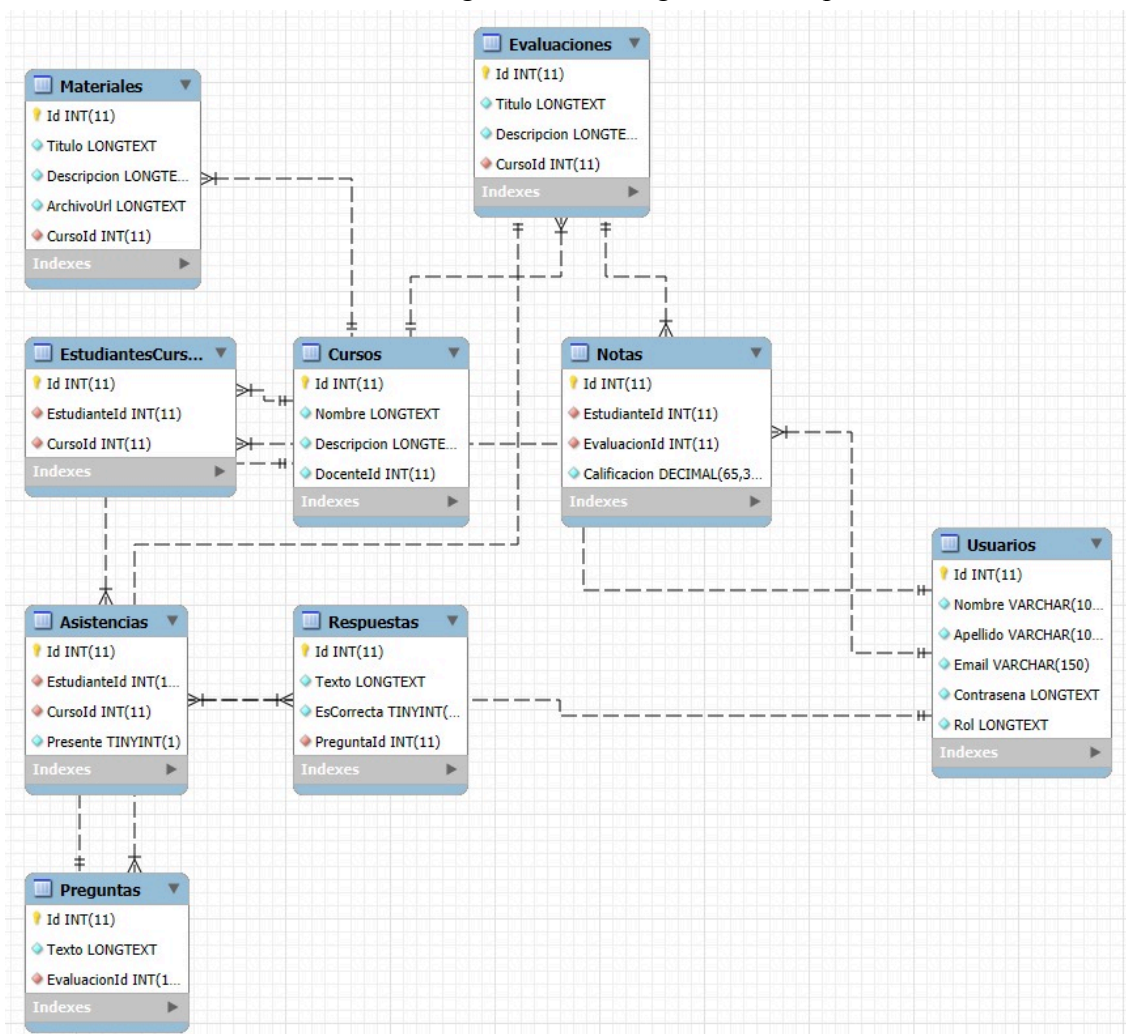 Evaluaciones
Id INT(11)
Titulo LONGTEXT
Descripcion LONGTE...
CursoId INT(11)
Indexes
Materiales
Id INT(11)
Titulo LONGTEXT
Descripcion LONGTE...
ArchivoUrl LONGTEXT
CursoId INT(11)
Indexes
EstudiantesCurs...
Id INT(11)
EstudianteId INT(11)
CursoId INT(11)
Indexes
Cursos
Id INT(11)
Nombre LONGTEXT
Descripcion LONGTE...
DocenteId INT(11)
Indexes
Notas
Id INT(11)
EstudianteId INT(11)
EvaluacionId INT(11)
Calificacion DECIMAL(65,3...
Indexes
Usuarios
Id INT(11)
Nombre VARCHAR(10...
Apellido VARCHAR(10...
Email VARCHAR(150)
Contrasena LONGTEXT
Rol LONGTEXT
Indexes
Asistencias
Id INT(11)
EstudianteId INT(1...
CursoId INT(11)
Presente TINYINT(1)
Indexes
Respuestas
Id INT(11)
Texto LONGTEXT
EsCorrecta TINYINT(...
PreguntaId INT(11)
Indexes
Preguntas
Id INT(11)
Texto LONGTEXT
EvaluacionId INT(1...
Indexes